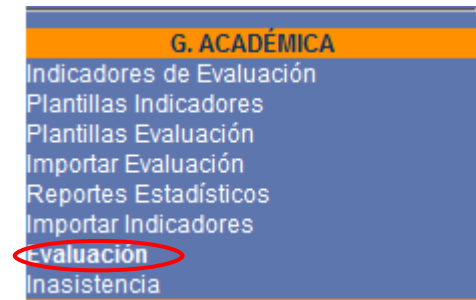 G. ACADÉMICA
Indicadores de Evaluación
Plantillas Indicadores
Plantillas Evaluación
Importar Evaluación
Reportes Estadísticos
Importar Indicadores
Evaluación
Inasistencia